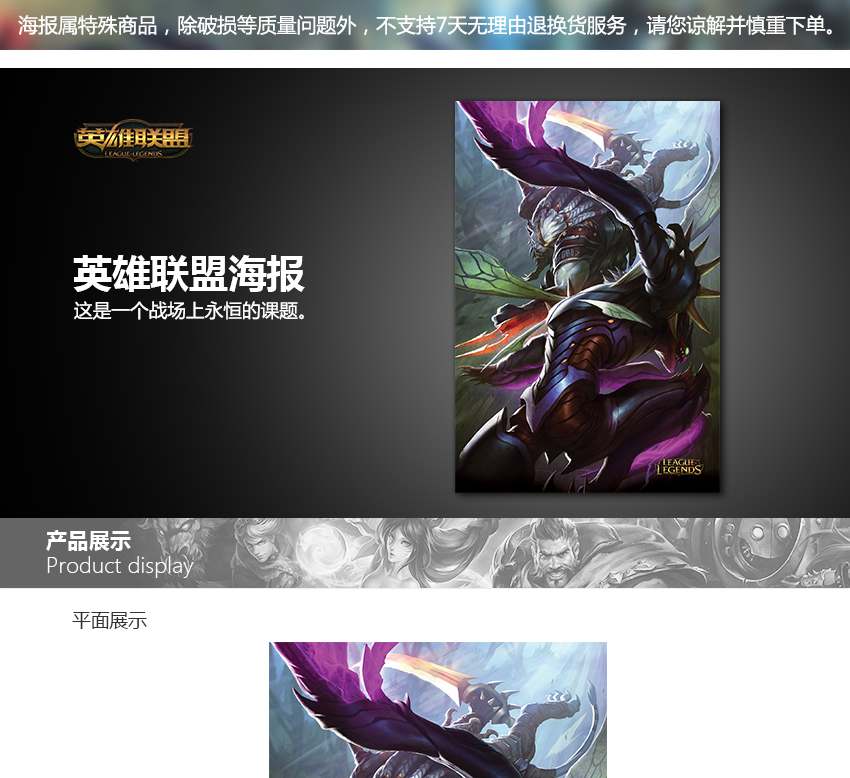 海报属特殊商品，除破损等质量问题外，不支持7天无理由退换货服务，请您谅解并慎重下单。
英雄联盟
LEAGUE OF LEGENDS
英雄联盟海报
这是一个战场上永恒的课题。
LEAGUE OF
LEGENDS
产品展示
Product display
平面展示